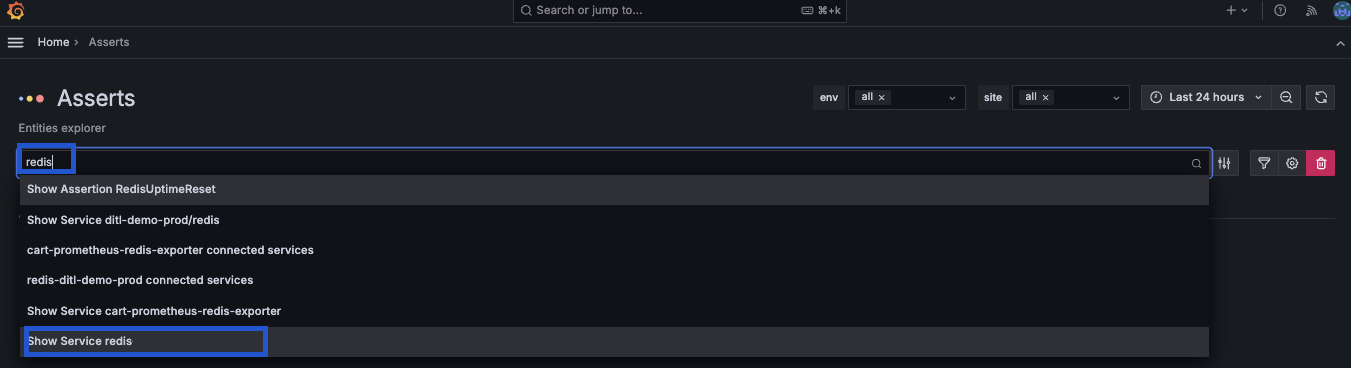 Search or jump to...
⌘+k
Home › Asserts
Asserts
env
all ×
site
all ×
Last 24 hours
Entities explorer
redis
Show Assertion RedisUptimeReset
Show Service ditl-demo-prod/redis
cart-prometheus-redis-exporter connected services
redis-ditl-demo-prod connected services
Show Service cart-prometheus-redis-exporter
Show Service redis